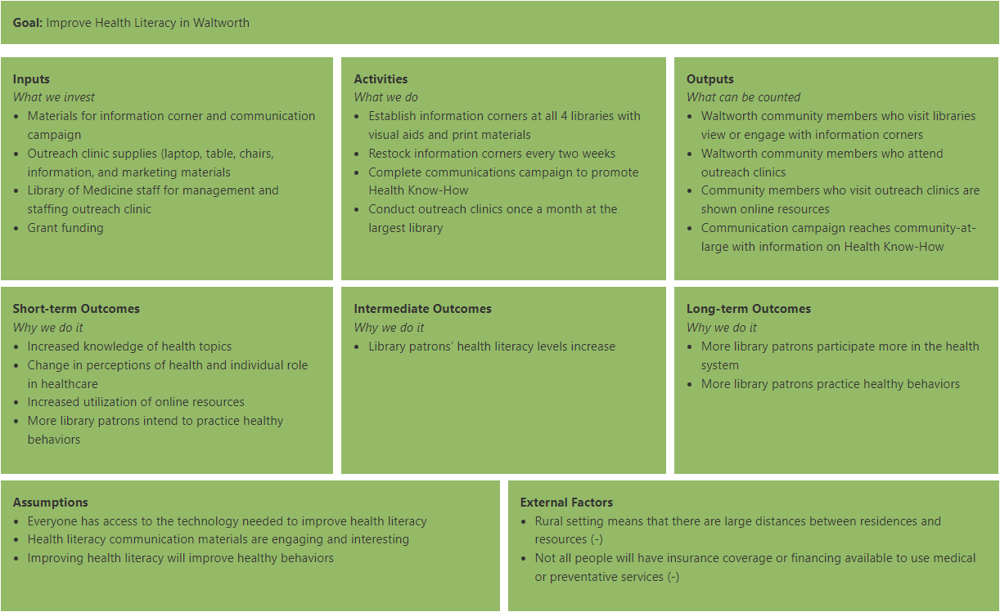 Goal: Improve Health Literacy in Waltworth
Inputs
What we invest
• Materials for information corner and communication
campaign
• Outreach clinic supplies (laptop, table, chairs,
information, and marketing materials
• Library of Medicine staff for management and
staffing outreach clinic
• Grant funding
Activities
What we do
• Establish information corners at all 4 libraries with
visual aids and print materials
• Restock information corners every two weeks
• Complete communications campaign to promote
Health Know-How
• Conduct outreach clinics once a month at the
largest library
Outputs
What can be counted
• Waltworth community members who visit libraries
view or engage with information corners
• Waltworth community members who attend
outreach clinics
• Community members who visit outreach clinics are
shown online resources
• Communication campaign reaches community-at-
large with information on Health Know-How
Short-term Outcomes
Why we do it
• Increased knowledge of health topics
• Change in perceptions of health and individual role
in healthcare
• Increased utilization of online resources
• More library patrons intend to practice healthy
behaviors
Intermediate Outcomes
Why we do it
• Library patrons’ health literacy levels increase
Long-term Outcomes
Why we do it
• More library patrons participate more in the health
system
• More library patrons practice healthy behaviors
Assumptions
• Everyone has access to the technology needed to improve health literacy
• Health literacy communication materials are engaging and interesting
• Improving health literacy will improve healthy behaviors
External Factors
• Rural setting means that there are large distances between residences and
resources (-)
• Not all people will have insurance coverage or financing available to use medical
or preventative services (-)